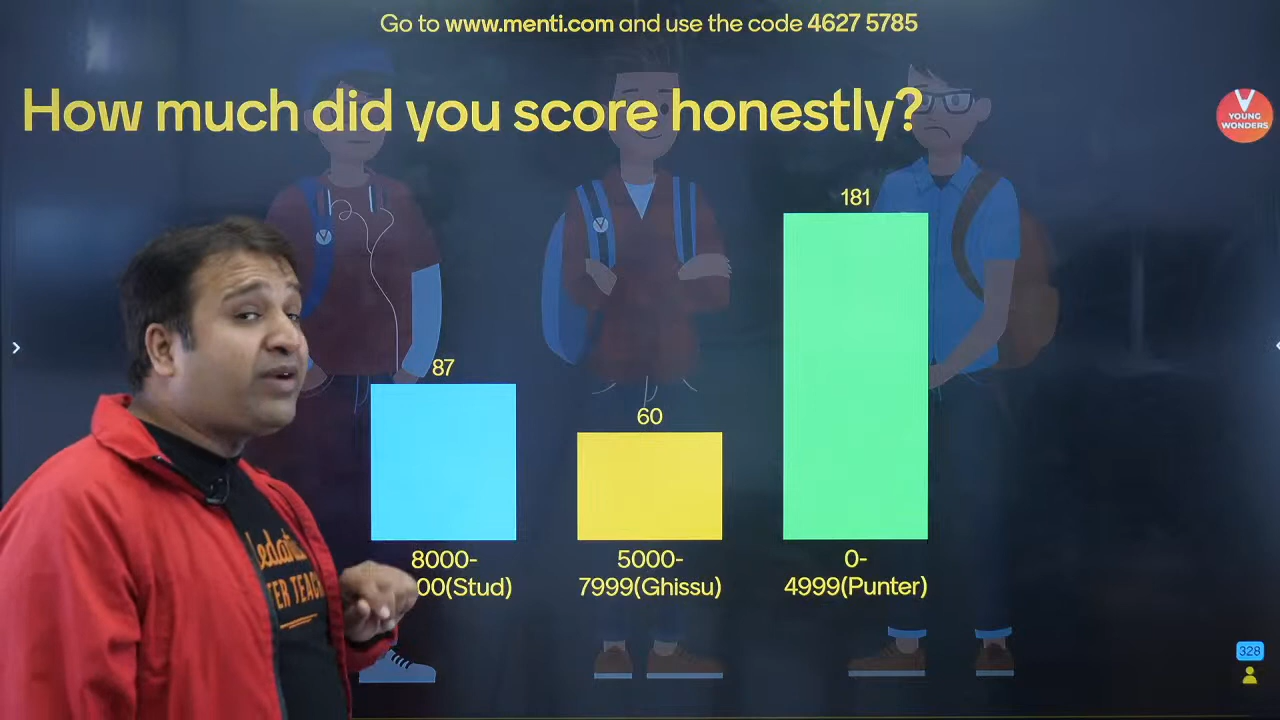 Go to www.menti.com and use the code 4627 5785
How much did you score honestly?
YOUNG
WONDERS
181
87
60
8000-
00(Stud)
5000-
7999(Ghissu)
0-
4999(Punter)
TEACH
328